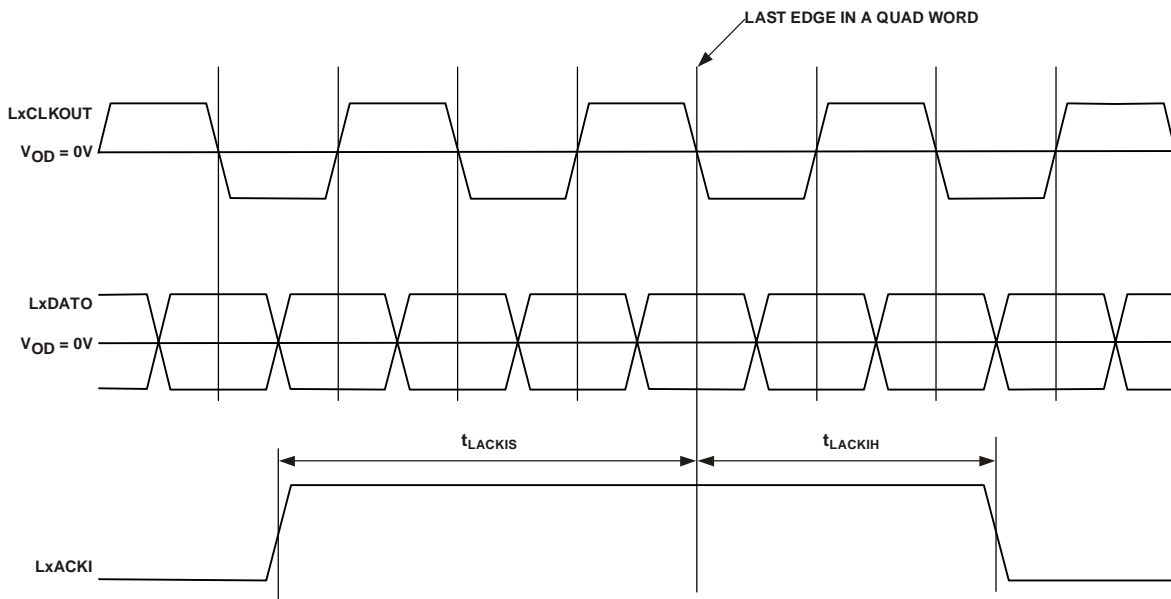 LAST EDGE IN A QUAD WORD
LxCLKOUT
VOD = 0V
LxDATO
VOD = 0V
tLACKIS
tLACKIH
LxACKI